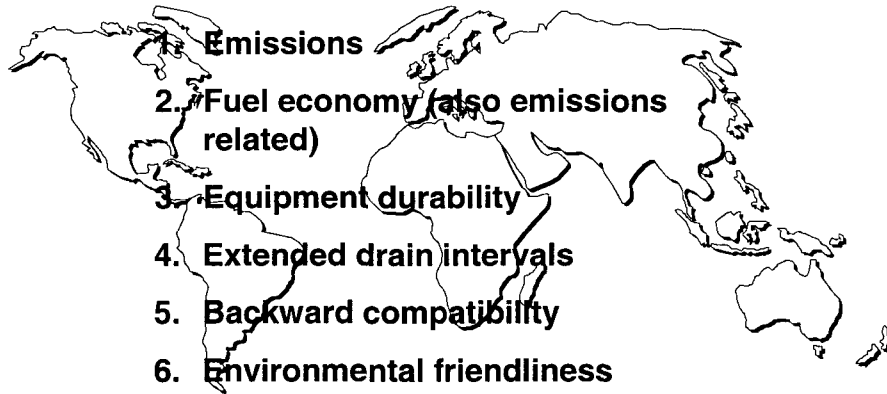 1. Emissions
2. Fuel economy (also emissions
related)
3. Equipment durability
4. Extended drain intervals
5. Backward compatibility
6. Environmental friendliness